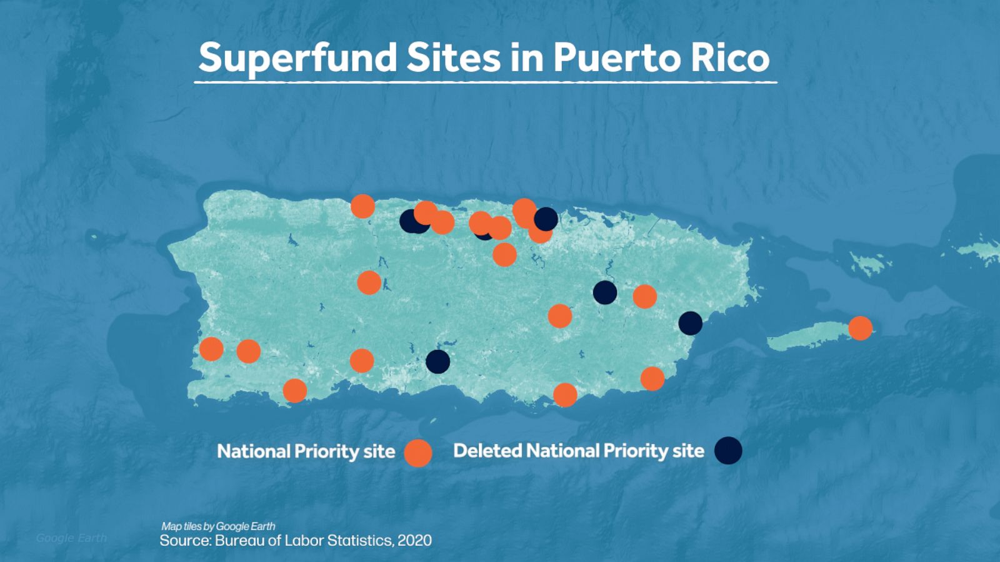 Superfund Sites in Puerto Rico
National Priority site
Deleted National Priority site
Map tiles by Google Earth
Google Earth
Source: Bureau of Labor Statistics, 2020